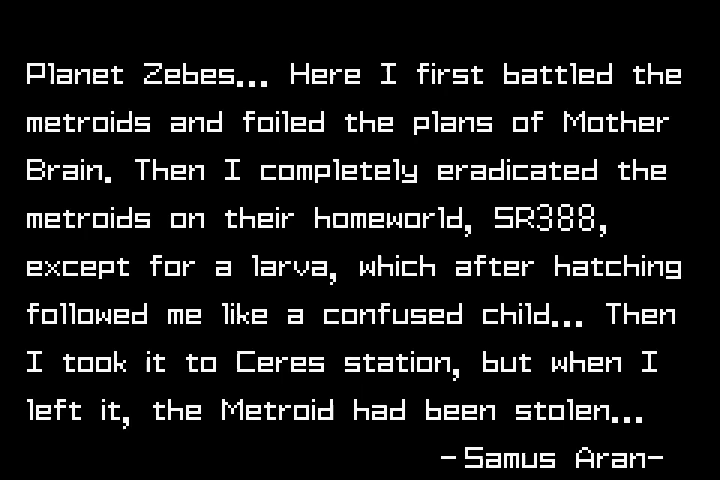 Planet Zebes... Here I first battled the
metroids and foiled the plans of Mother
Brain. Then I completely eradicated the
metroids on their homeworld, SR388,
except for a larva, which after hatching
followed me like a confused child... Then
I took it to Ceres station, but when I
left it, the Metroid had been stolen...
-Samus Aran-